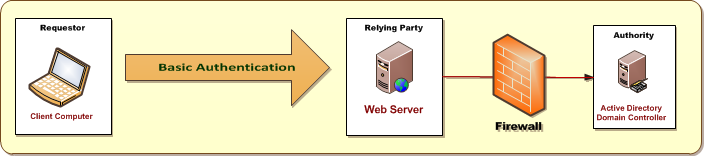 Requestor
Client Computer
Basic Authentication
Relying Party
Web Server
Firewall
Authority
Active Directory
Domain Controller